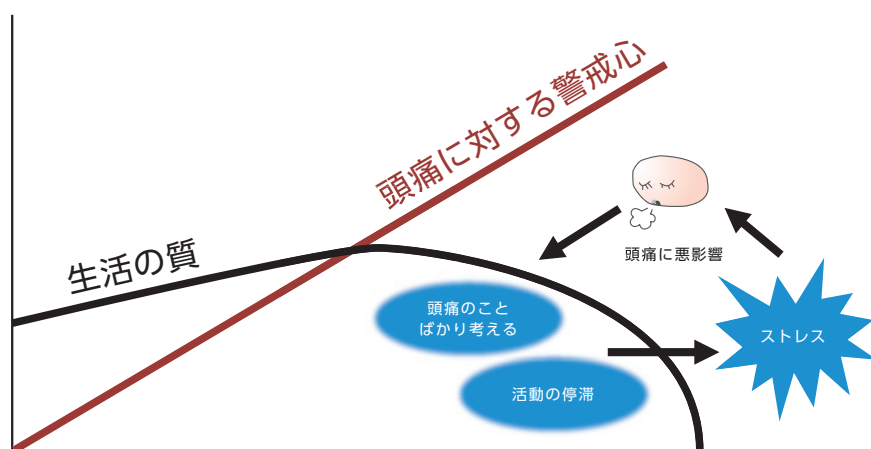 頭痛に対する警戒心
生活の質
頭痛に悪影響
頭痛のこと
ばかり考える
ストレス
活動の停滞